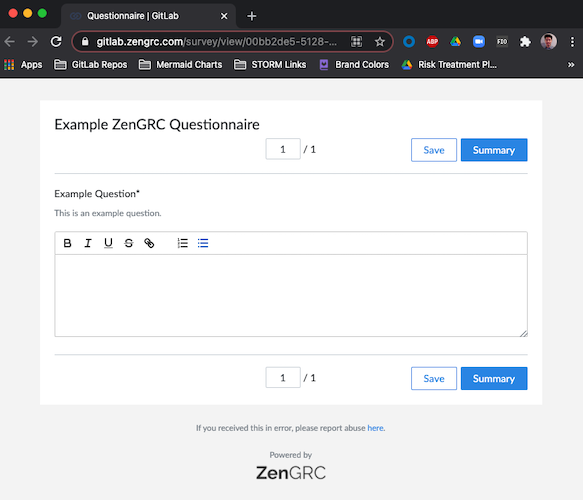 Questionnaire | GitLab
gitlab.zengrc.com/survey/view/00bb2de5-5128-...
ABP
FIO
Apps
GitLab Repos
Mermaid Charts
STORM Links
Brand Colors
Risk Treatment Pl...
»
Example ZenGRC Questionnaire
1 / 1
Save
Summary
Example Question*
This is an example question.
B I U S
1 / 1
Save
Summary
If you received this in error, please report abuse here.
Powered by
ZenGRC